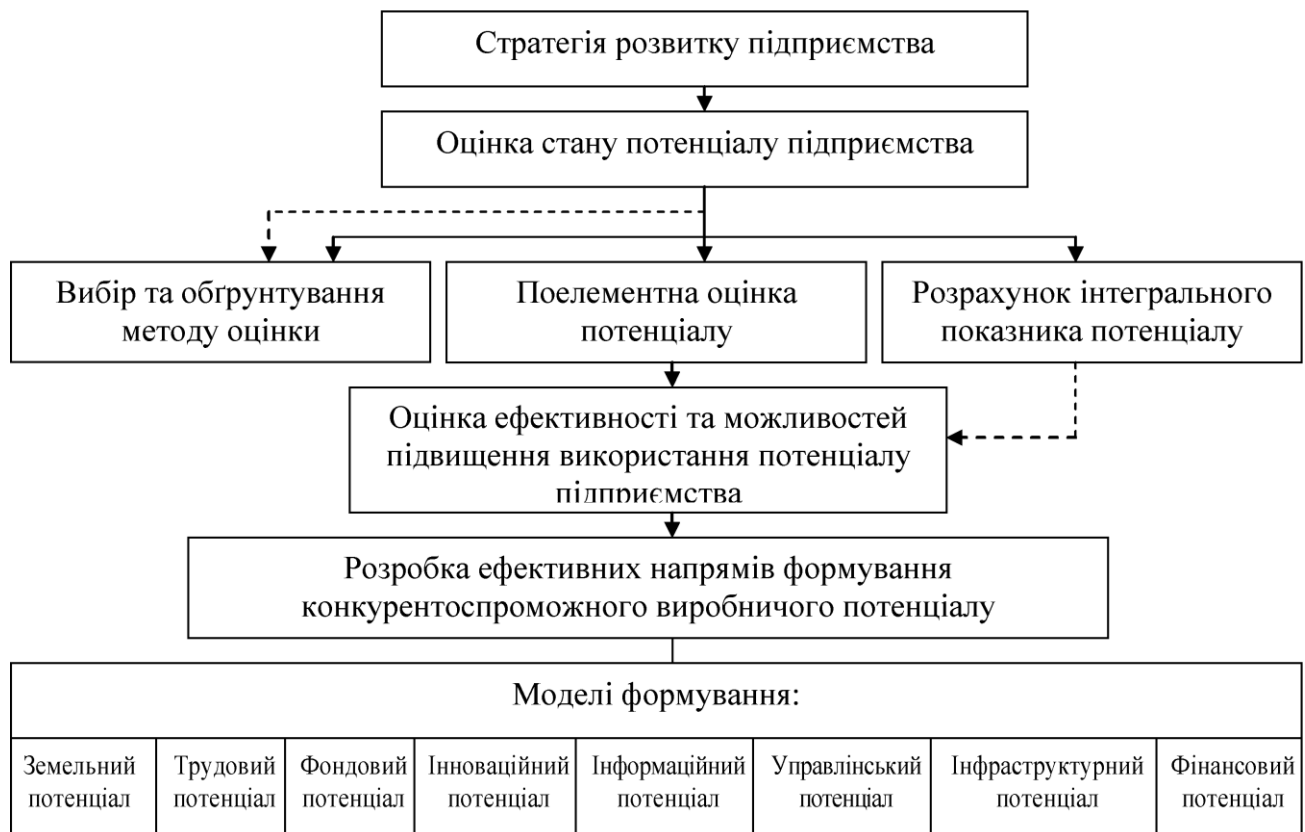 Стратегія розвитку підприємства
Оцінка стану потенціалу підприємства
Вибір та обґрунтування
методу оцінки
Поелементна оцінка
потенціалу
Розрахунок інтегрального
показника потенціалу
Оцінка ефективності та можливостей
підвищення використання потенціалу
підприємства
Розробка ефективних напрямів формування
конкурентоспроможного виробничого потенціалу
Моделі формування:
Земельний
потенціал
Трудовий
потенціал
Фондовий
потенціал
Інноваційний
потенціал
Інформаційний
потенціал
Управлінський
потенціал
Інфраструктурний
потенціал
Фінансовий
потенціал